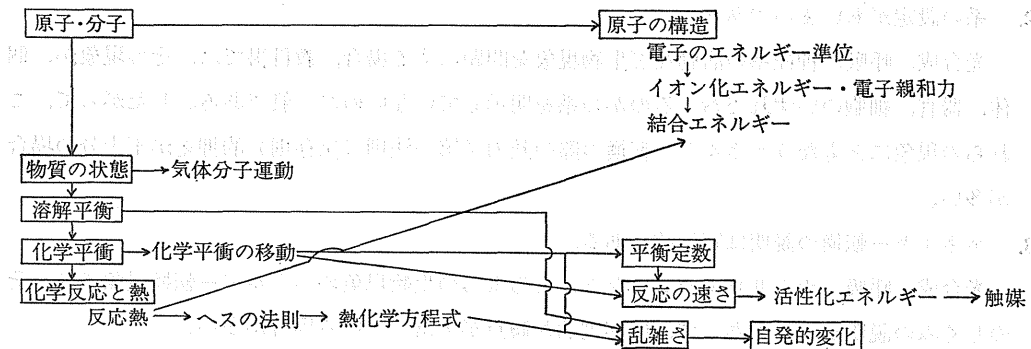 原子・分子
原子の構造
電子のエネルギー準位
イオン化エネルギー・電子親和力
結合エネルギー
物質の状態
気体分子運動
溶解平衡
化学平衡
化学平衡の移動
平衡定数
化学反応と熱
反応の速さ
活性化エネルギー
触媒
反応熱
ヘスの法則
熱化学方程式
乱雑さ
自発的変化